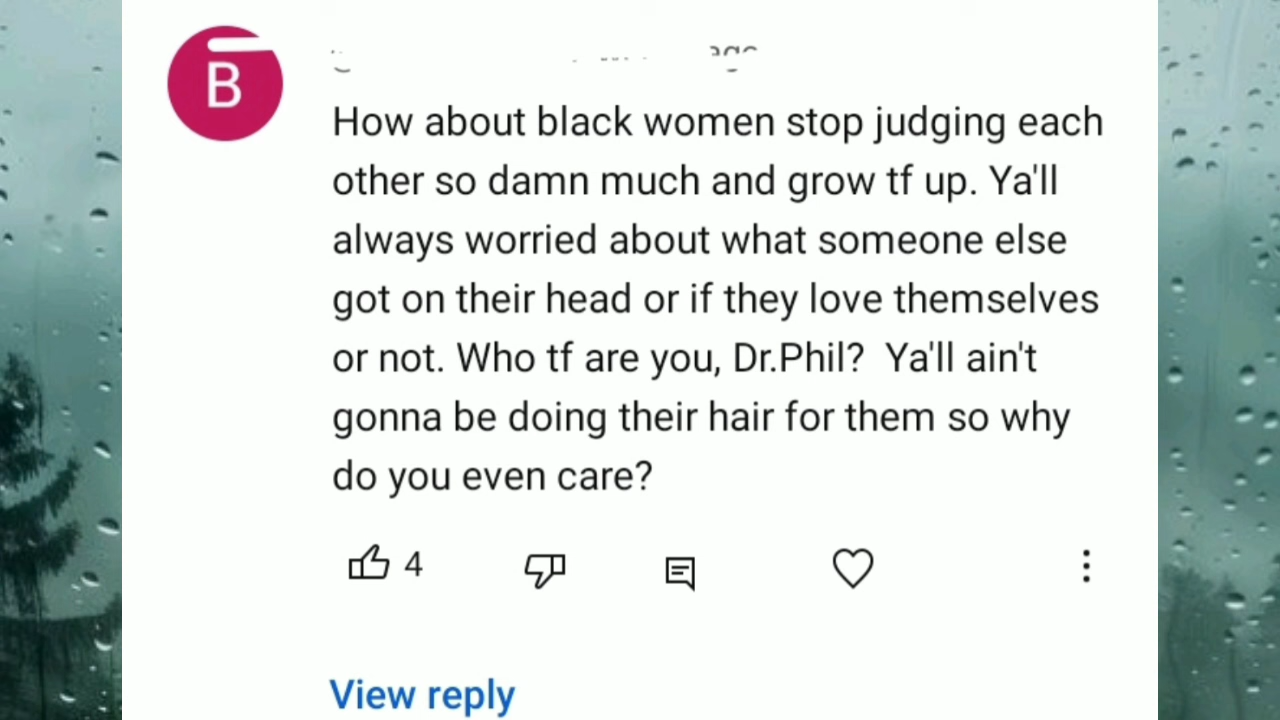 B
How about black women stop judging each
other so damn much and grow tf up. Ya'll
always worried about what someone else
got on their head or if they love themselves
or not. Who tf are you, Dr.Phil?  Ya'll ain't
gonna be doing their hair for them so why
do you even care?
4
View reply